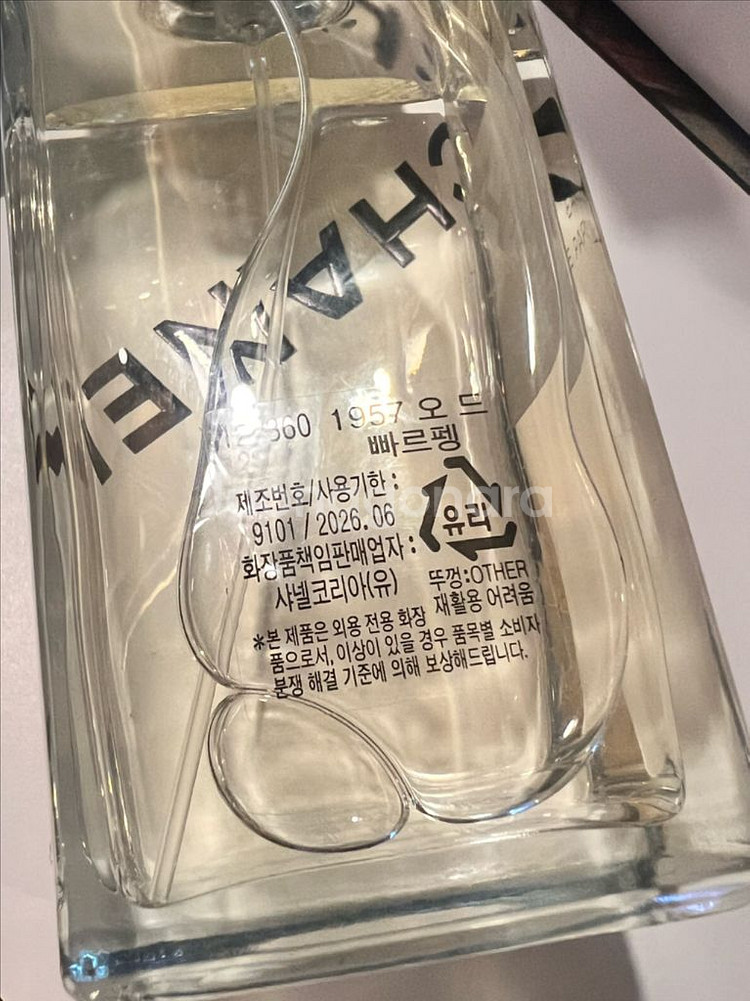 CHANEL
1957 오 드
빠르펭
제조번호/사용기한 :
9101 / 2026.06
화장품책임판매업자 :
샤넬코리아(유)
유리
뚜껑:OTHER
재활용 어려움
*본 제품은 외용 전용 화장
품으로서, 이상이 있을 경우 품목별 소비자
분쟁 해결 기준에 의해 보상해드립니다.